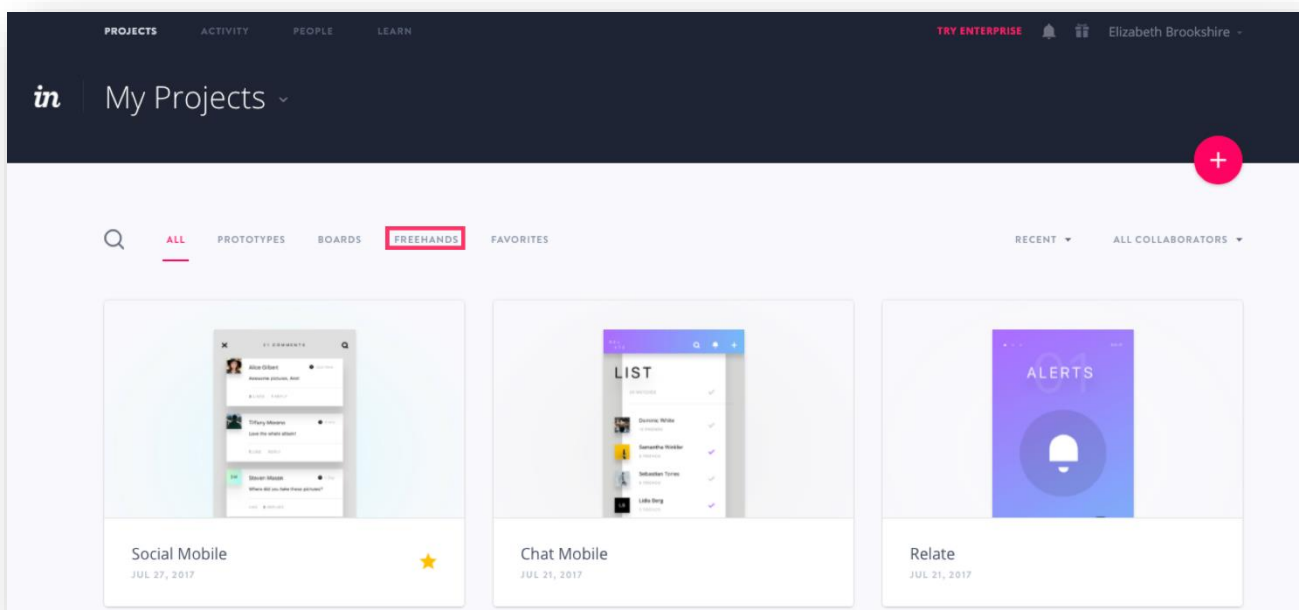 PROJECTS ACTIVITY PEOPLE LEARN TRY ENTERPRISE Elizabeth Brookshire
in My Projects
+
ALL PROTOTYPES BOARDS FREEHANDS FAVORITES RECENT ALL COLLABORATORS
21 COMMENTS
Alice Gilbert
Awesome pictures, Ann!
Tiffany Moreno
Love the whole album!
Steven Massei
Where did you take these pictures?
LIST
Dominic White
Samantha Winkler
Sebastian Torres
Lidia Berg
01
ALERTS
Social Mobile
JUL 27, 2017
Chat Mobile
JUL 21, 2017
Relate
JUL 21, 2017